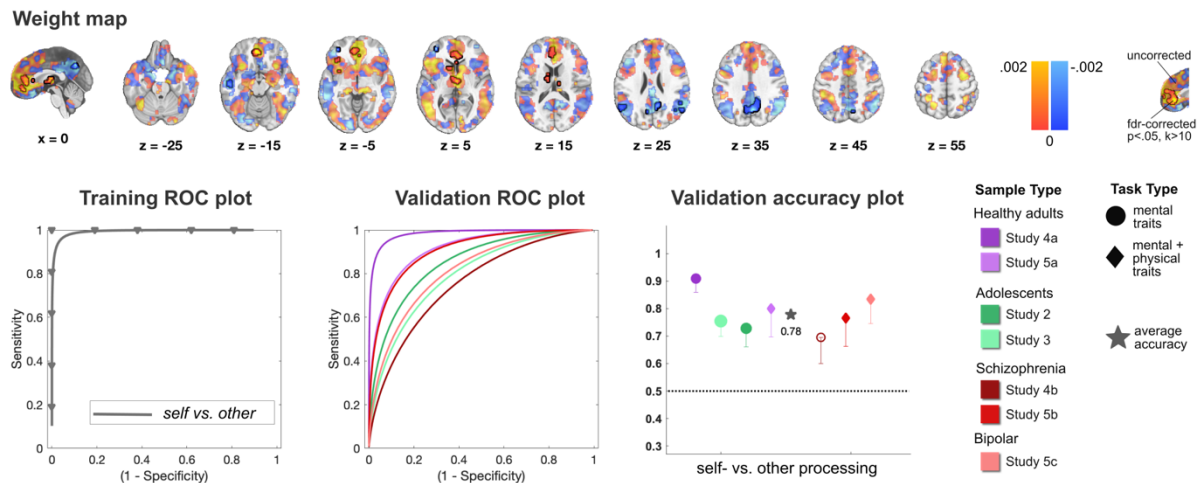 Weight map
x = 0
z = -25
z = -15
z = -5
z = 5
z = 15
z = 25
z = 35
z = 45
z = 55
.002
-.002
0
uncorrected
fdr-corrected
p<.05, k>10
Training ROC plot
Sensitivity
1
0.8
0.6
0.4
0.2
0
self vs. other
0
0.2
0.4
0.6
0.8
1
(1 - Specificity)
Validation ROC plot
Sensitivity
1
0.8
0.6
0.4
0.2
0
0
0.2
0.4
0.6
0.8
1
(1 - Specificity)
Validation accuracy plot
1
0.9
0.8
0.7
0.6
0.5
0.4
0.3
0.78
self- vs. other processing
Sample Type
Healthy adults
Study 4a
Study 5a
Adolescents
Study 2
Study 3
Schizophrenia
Study 4b
Study 5b
Bipolar
Study 5c
Task Type
mental
traits
mental +
physical
traits
average
accuracy